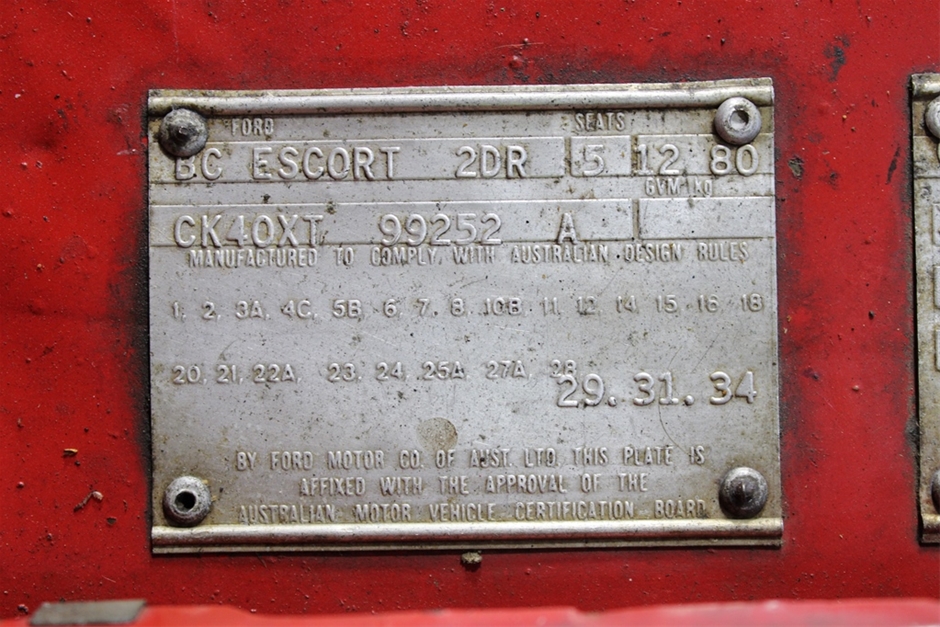 FORD SEATS
BC ESCORT 2DR 5 12 80
GVM KG
CK40XT 99252 A
MANUFACTURED TO COMPLY WITH AUSTRALIAN DESIGN RULES
1, 2, 3A, 4C, 5B, 6, 7, 8, 10B, 11, 12, 14, 15, 16, 18
20, 21, 22A, 23, 24, 25A, 27A, 28
29. 31. 34
BY FORD MOTOR CO. OF AUST. LTD. THIS PLATE IS
AFFIXED WITH THE APPROVAL OF THE
AUSTRALIAN MOTOR VEHICLE CERTIFICATION BOARD